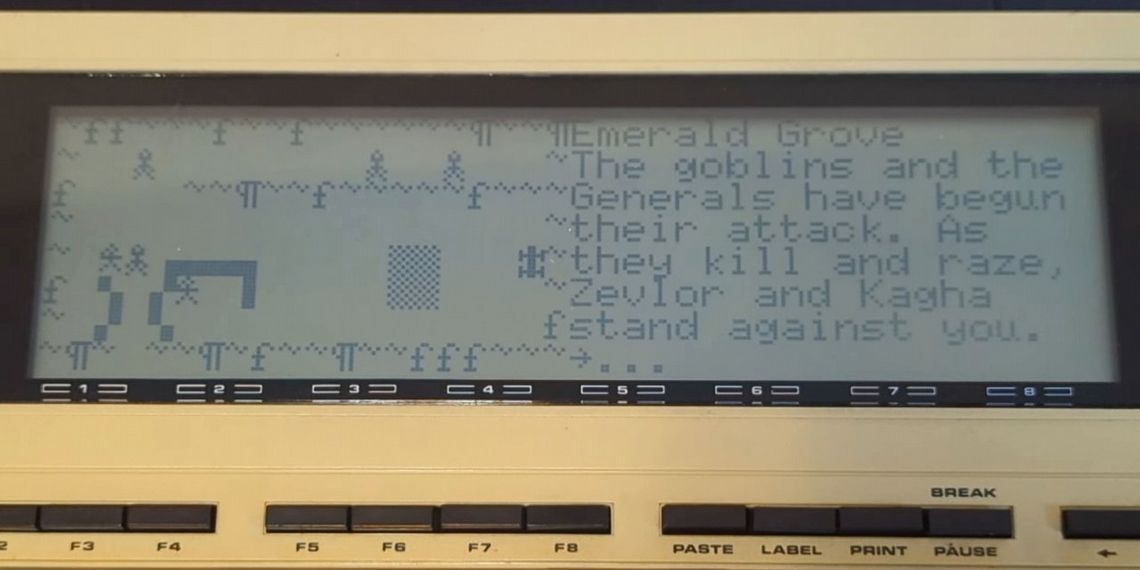 Emerald Grove
The goblins and the
Generals have begun
their attack. As
they kill and raze,
Zevlor and Kagha
stand against you.
→...
1 2 3 4 5 6 7 8
BREAK
2 F3 F4 F5 F6 F7 F8 PASTE LABEL PRINT PAUSE ←